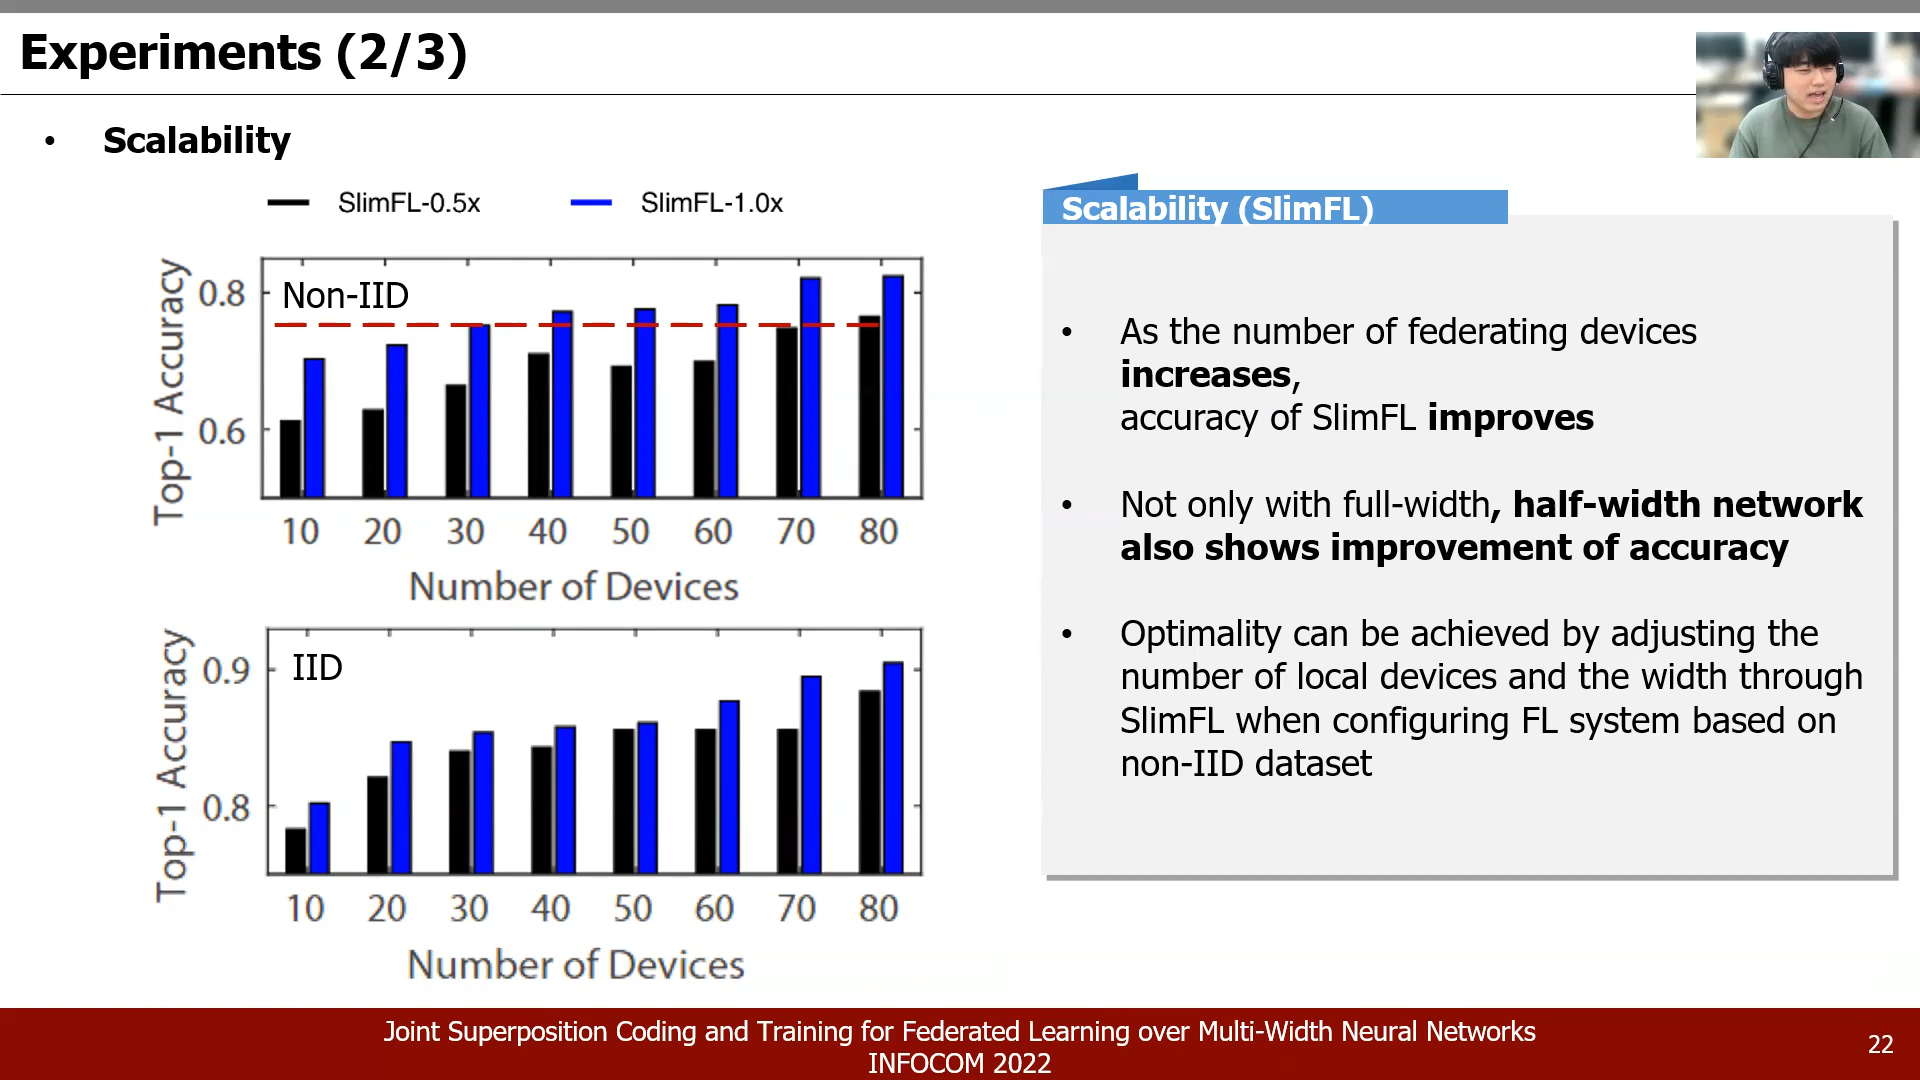 Experiments (2/3)
• Scalability
SlimFL-0.5x SlimFL-1.0x
Top-1 Accuracy
0.8
0.6
Non-IID
10 20 30 40 50 60 70 80
Number of Devices
Top-1 Accuracy
0.9
0.8
IID
10 20 30 40 50 60 70 80
Number of Devices
Scalability (SlimFL)
• As the number of federating devices
increases,
accuracy of SlimFL improves
• Not only with full-width, half-width network
also shows improvement of accuracy
• Optimality can be achieved by adjusting the
number of local devices and the width through
SlimFL when configuring FL system based on
non-IID dataset
Joint Superposition Coding and Training for Federated Learning over Multi-Width Neural Networks
INFOCOM 2022
22